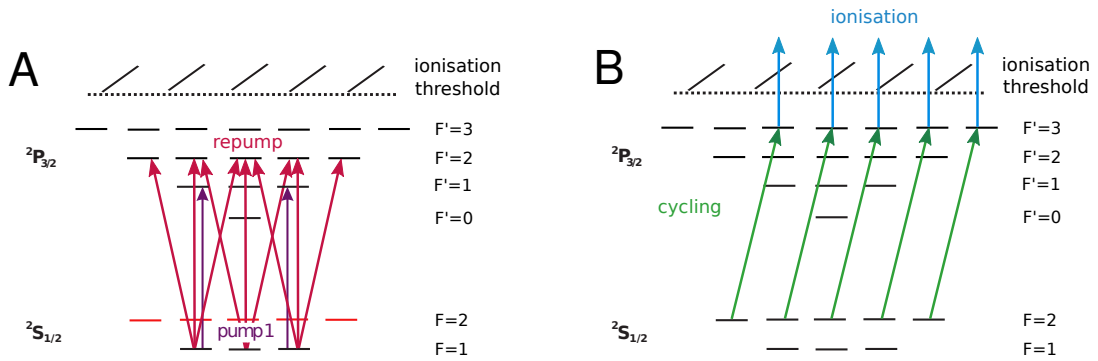 A
ionisation
threshold
F'=3
repump
²P₃/₂
F'=2
F'=1
F'=0
²S₁/₂
pump1
F=2
F=1
B
ionisation
ionisation
threshold
F'=3
²P₃/₂
F'=2
F'=1
cycling
F'=0
²S₁/₂
F=2
F=1